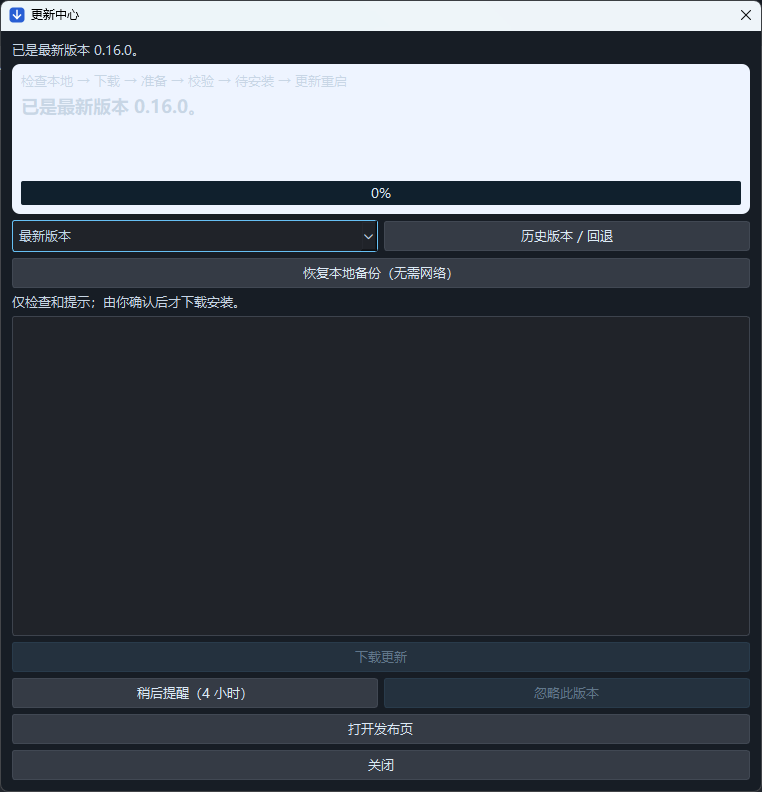 更新中心
已是最新版本 0.16.0。
检查本地 → 下载 → 准备 → 校验 → 待安装 → 更新重启
已是最新版本 0.16.0。
0%
最新版本
历史版本 / 回退
恢复本地备份（无需网络）
仅检查和提示；由你确认后才下载安装。
下载更新
稍后提醒（4 小时）
忽略此版本
打开发布页
关闭